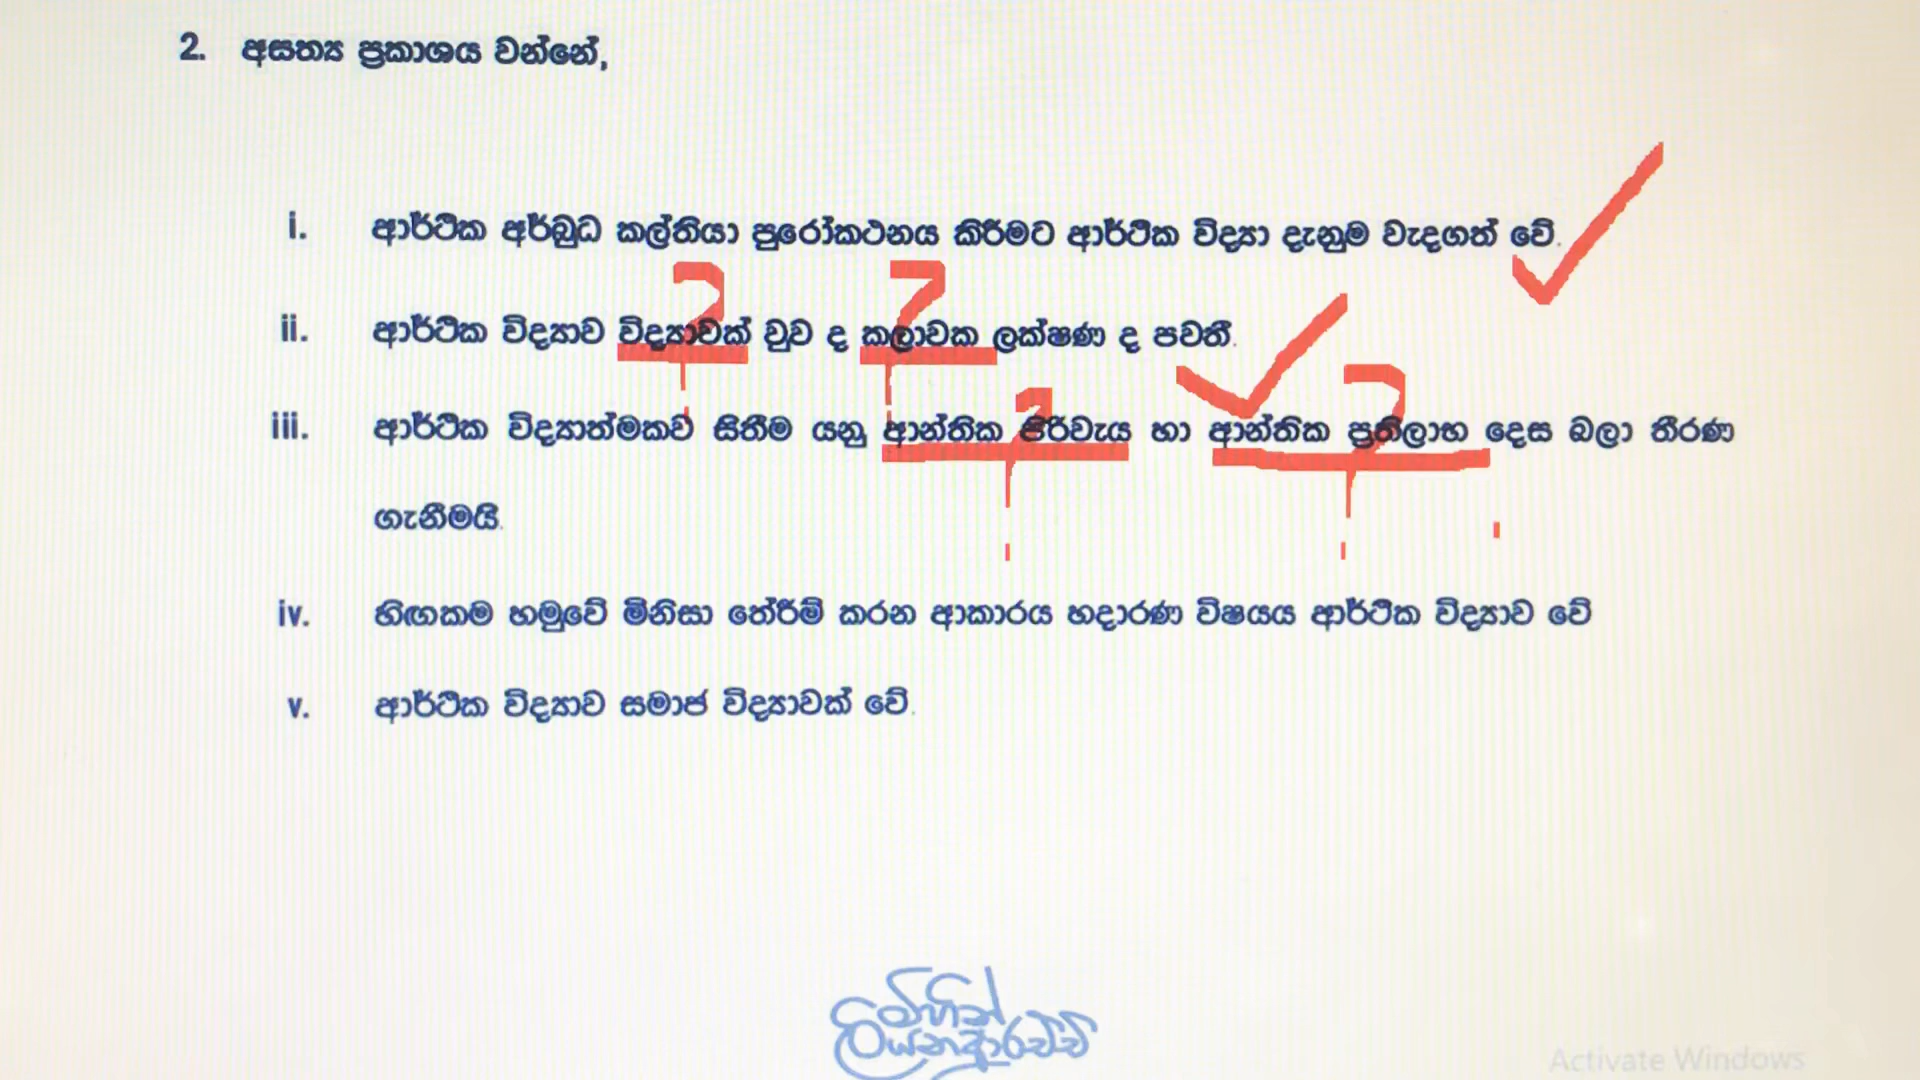 2. අසත්‍ය ප්‍රකාශය වන්නේ,
i. ආර්ථික අර්බුධ කල්තියා පුරෝකථනය කිරීමට ආර්ථික විද්‍යා දැනුම වැදගත් වේ.
ii. ආර්ථික විද්‍යාව විද්‍යාවක් වුව ද කලාවක ලක්ෂණ ද පවතී.
iii. ආර්ථික විද්‍යාත්මකව සිතීම යනු ආන්තික පිරිවැය හා ආන්තික ප්‍රතිලාභ දෙස බලා තීරණ
ගැනීමයි.
iv. හිඟකම හමුවේ මිනිසා තේරීම් කරන ආකාරය හදාරණ විෂයය ආර්ථික විද්‍යාව වේ
v. ආර්ථික විද්‍යාව සමාජ විද්‍යාවක් වේ.
මිහින්
ලියනආරච්චි
Activate Windows